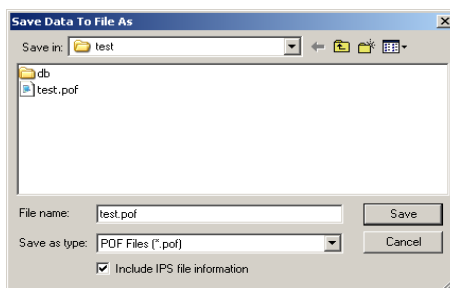 Save Data To File As
Save in: test
db
test.pof
File name: test.pof Save
Save as type: POF Files (*.pof) Cancel
Include IPS file information